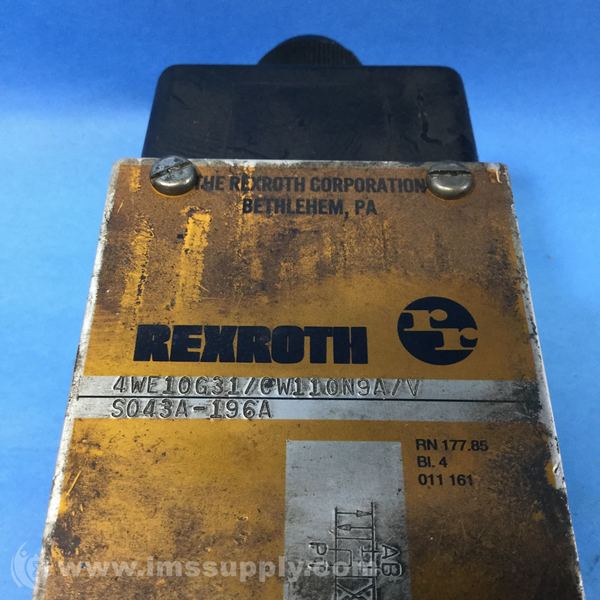 THE REXROTH CORPORATION
BETHLEHEM, PA
REXROTH rr
4WE10G31/CW110N9A/V
S043A-196A
RN 177.85
Bl. 4
011 161
AB
P
www.imssupply.com